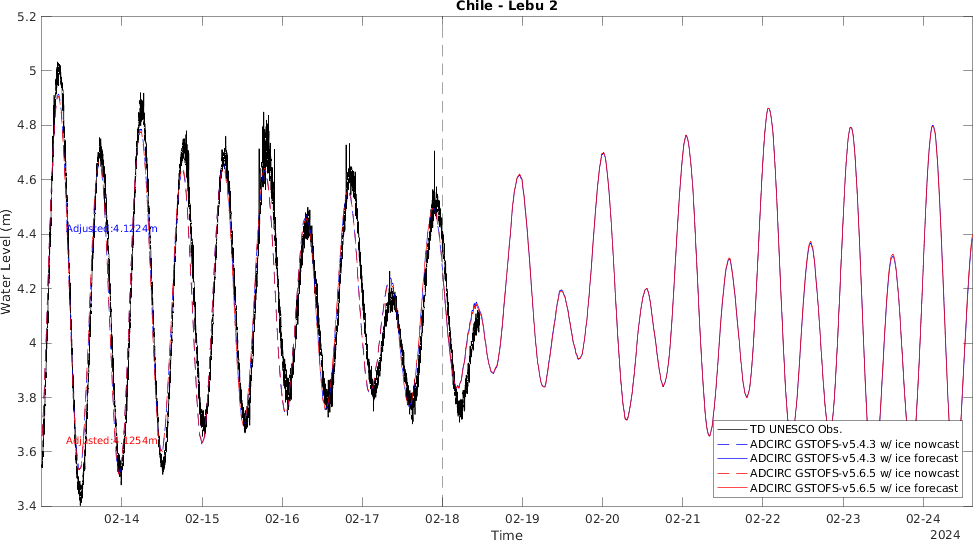 Chile - Lebu 2
Water Level (m)
5.2
5
4.8
4.6
4.4
4.2
4
3.8
3.6
3.4
Adjusted:4.1224m
Adjusted:4.1254m
TD UNESCO Obs.
ADCIRC GSTOFS-v5.4.3 w/ ice nowcast
ADCIRC GSTOFS-v5.4.3 w/ ice forecast
ADCIRC GSTOFS-v5.6.5 w/ ice nowcast
ADCIRC GSTOFS-v5.6.5 w/ ice forecast
02-14 02-15 02-16 02-17 02-18 02-19 02-20 02-21 02-22 02-23 02-24
Time
2024